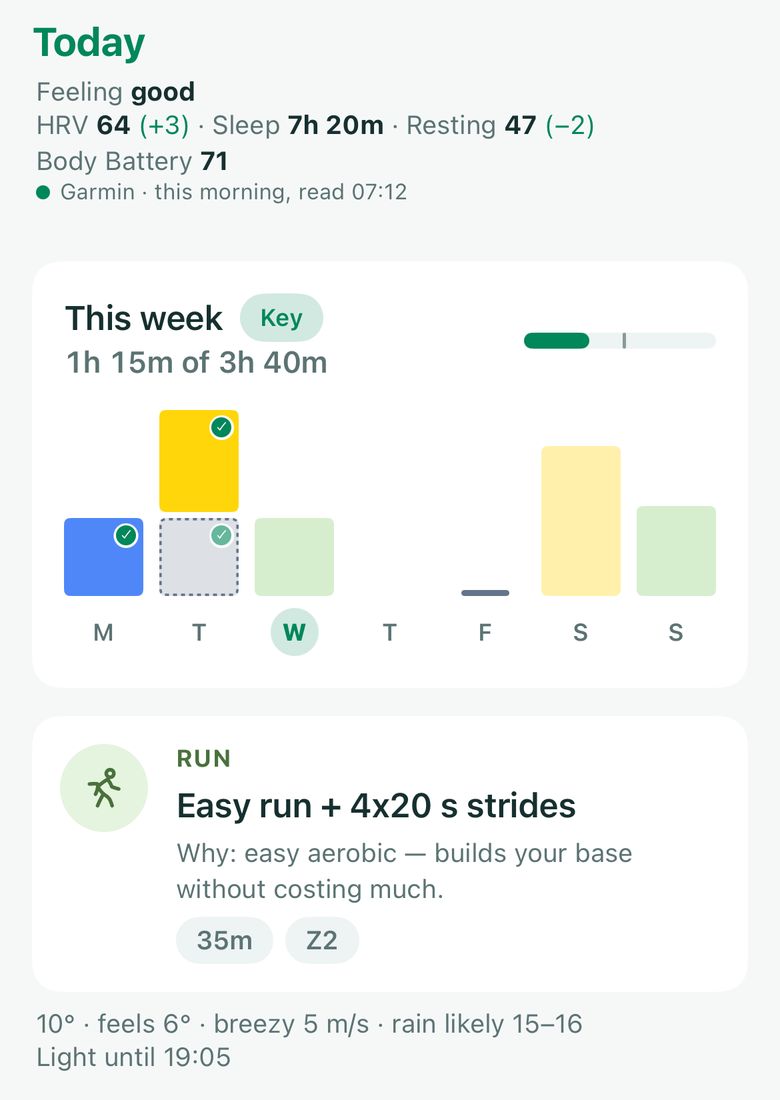 Today
Feeling good
HRV 64 (+3) · Sleep 7h 20m · Resting 47 (−2)
Body Battery 71
Garmin · this morning, read 07:12
This week
Key
1h 15m of 3h 40m
M T W T F S S
RUN
Easy run + 4x20 s strides
Why: easy aerobic — builds your base
without costing much.
35m Z2
10° · feels 6° · breezy 5 m/s · rain likely 15–16
Light until 19:05